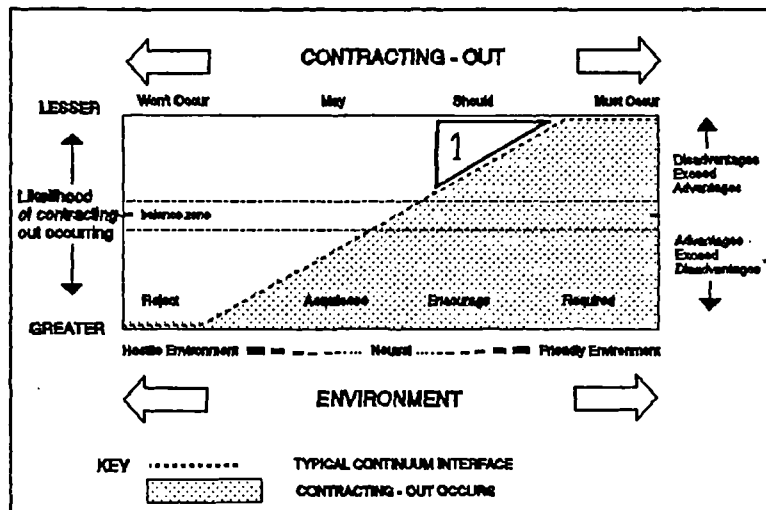 CONTRACTING - OUT
LESSER
Won't Occur May Should Must Occur
1
Likelihood
of contracting
out occurring
balance zone
Disadvantages
Exceed
Advantages
Advantages
Exceed
Disadvantages
Reject Acquiesce Encourage Required
GREATER
Hostile Environment Neutral Friendly Environment
ENVIRONMENT
KEY TYPICAL CONTINUUM INTERFACE
CONTRACTING - OUT OCCURS